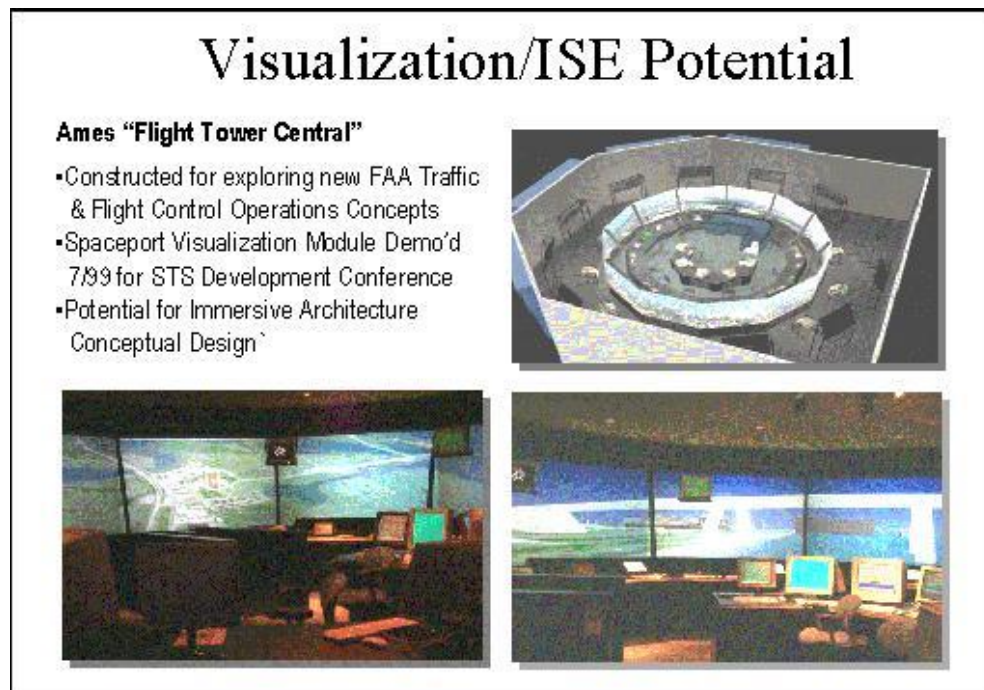 Visualization/ISE Potential
Ames “Flight Tower Central”
▪Constructed for exploring new FAA Traffic
& Flight Control Operations Concepts
▪Spaceport Visualization Module Demo´d
7/99 for STS Development Conference
▪Potential for Immersive Architecture
Conceptual Design`